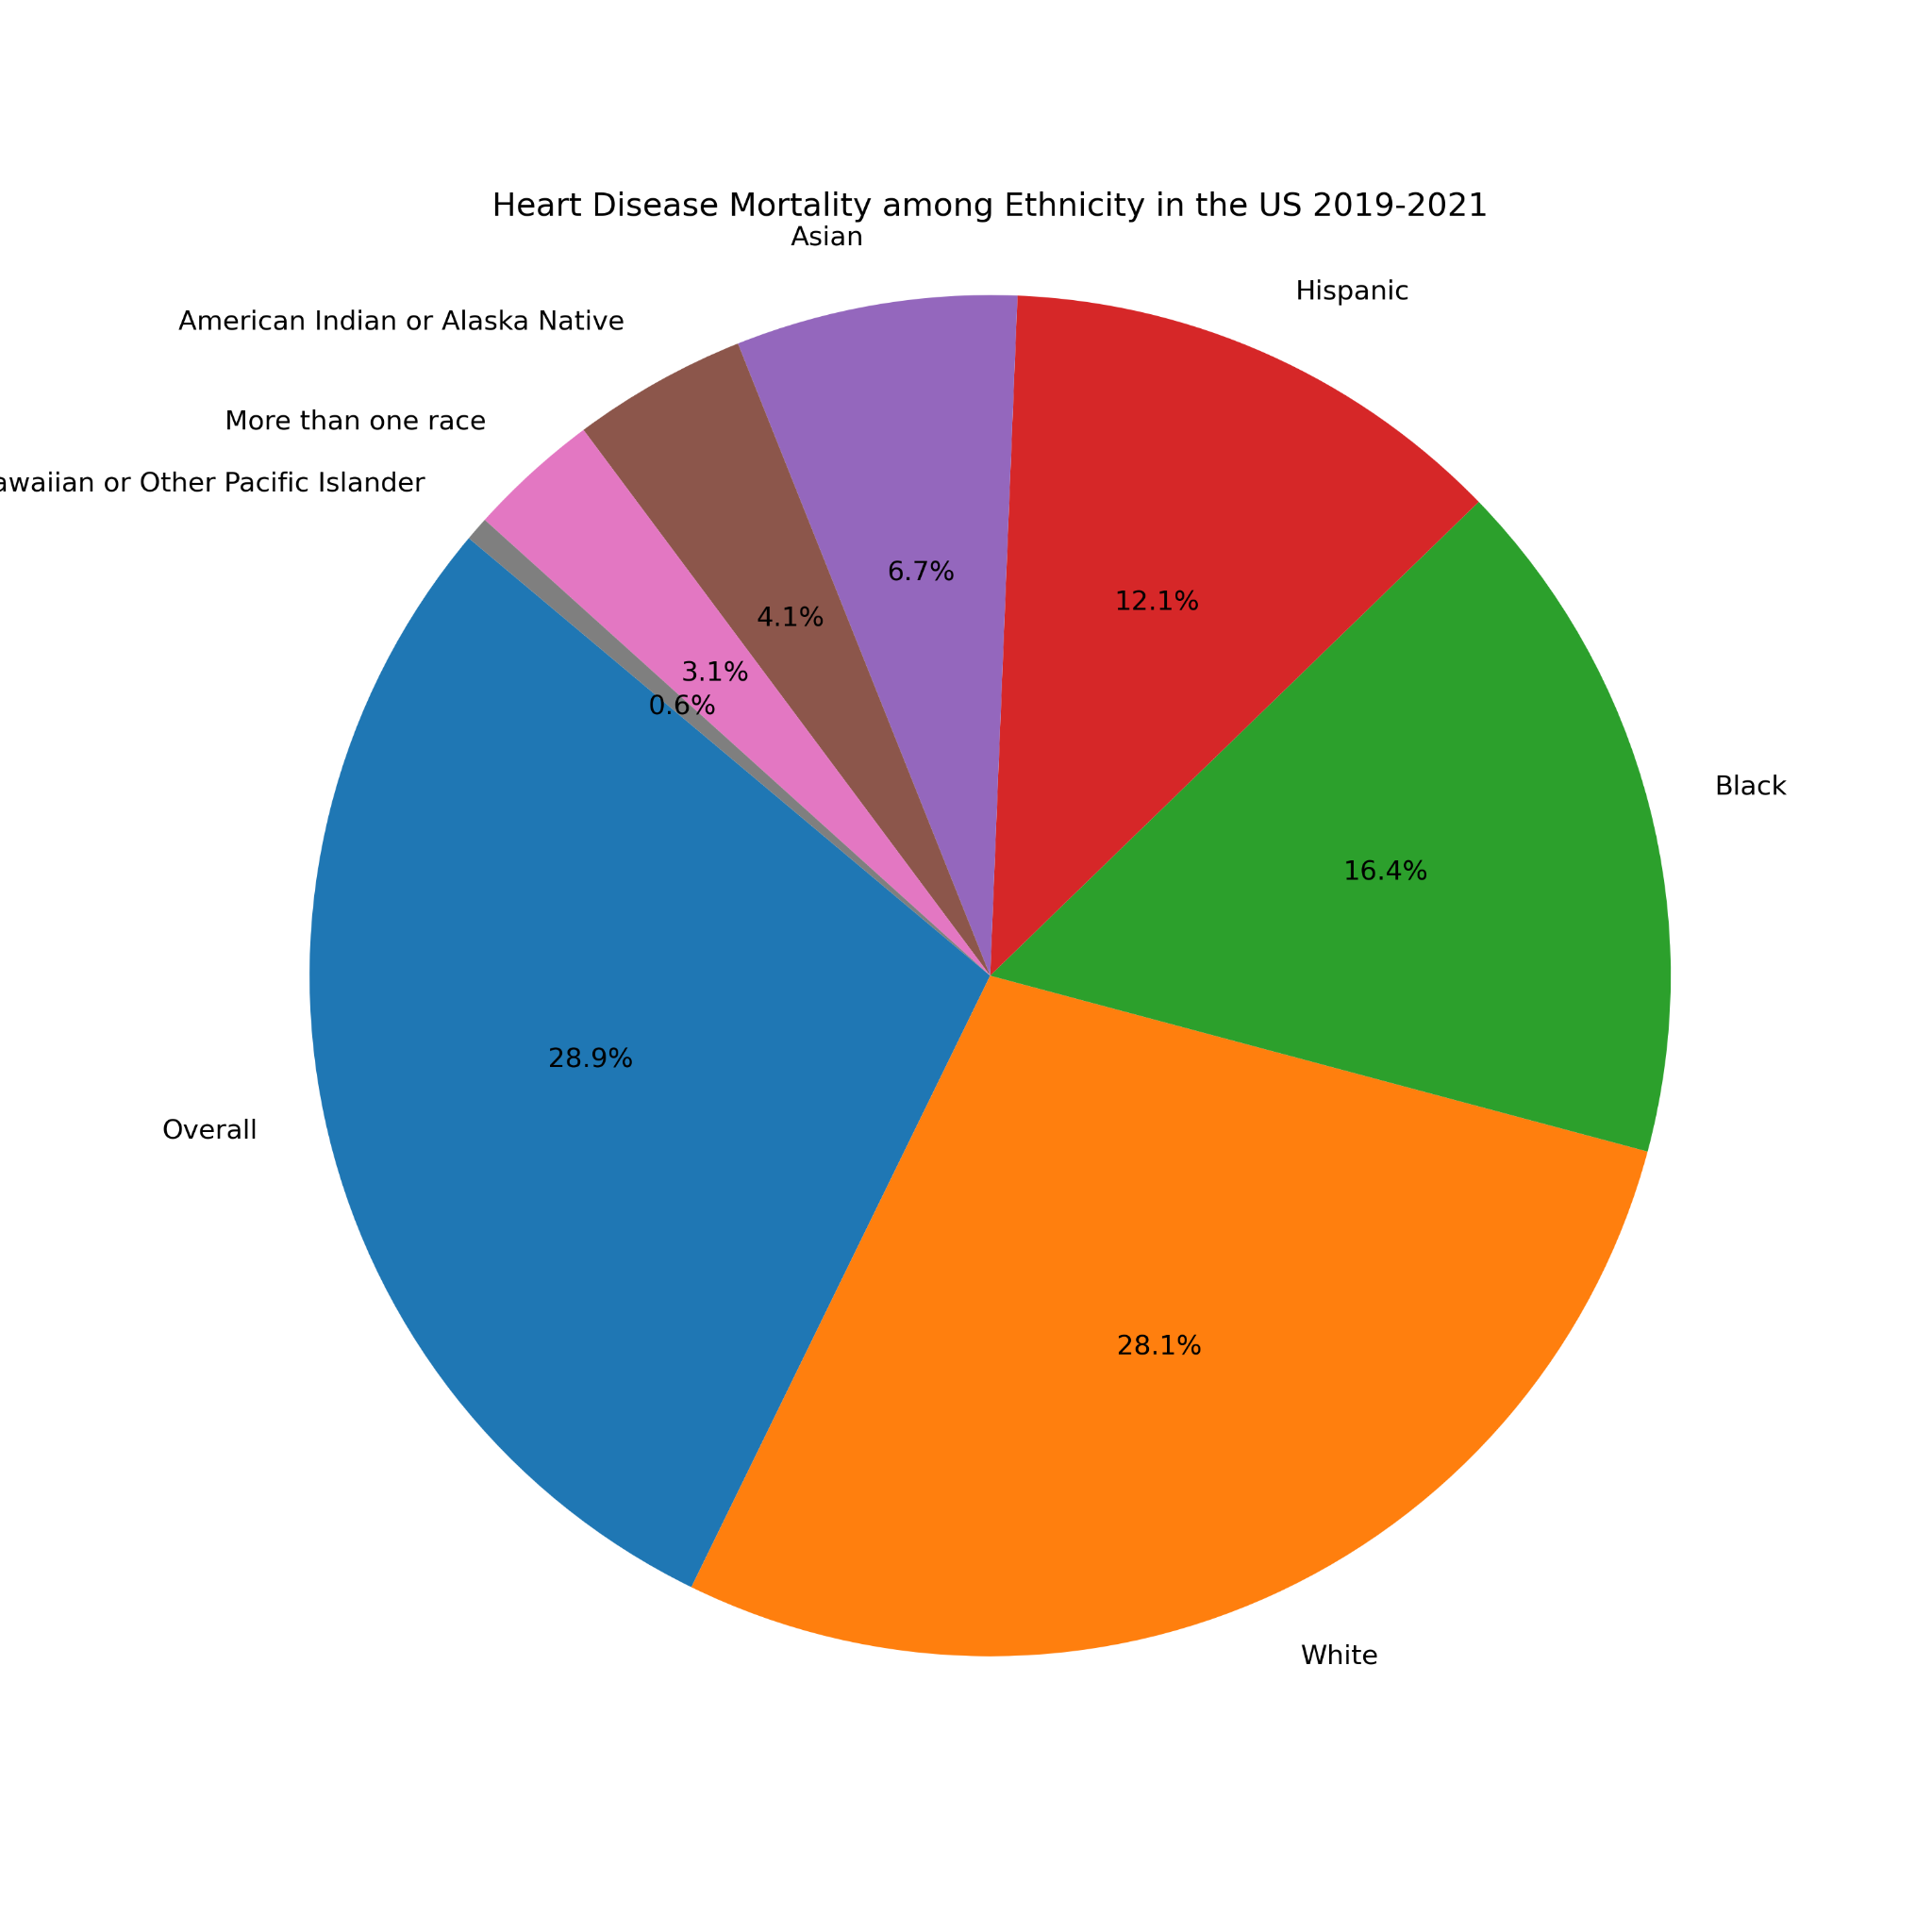 Heart Disease Mortality among Ethnicity in the US 2019-2021
Asian
Hispanic
American Indian or Alaska Native
More than one race
awaiian or Other Pacific Islander
Black
Overall
White
6.7%
12.1%
4.1%
3.1%
0.6%
16.4%
28.9%
28.1%